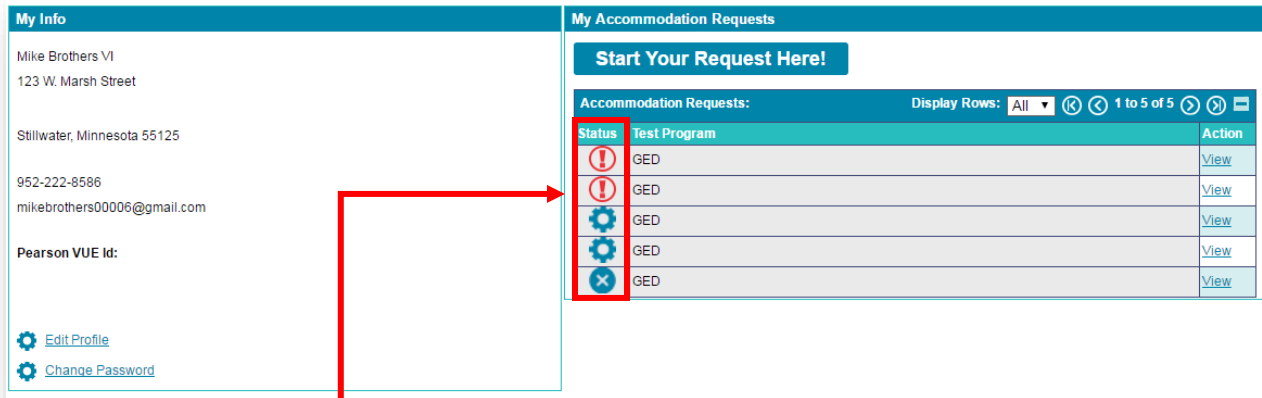 My Info
Mike Brothers VI
123 W. Marsh Street
Stillwater, Minnesota 55125
952-222-8586
mikebrothers00006@gmail.com
Pearson VUE Id:
Edit Profile
Change Password
My Accommodation Requests
Start Your Request Here!
Accommodation Requests: Display Rows: All 1 to 5 of 5
Status Test Program Action
GED View
GED View
GED View
GED View
GED View